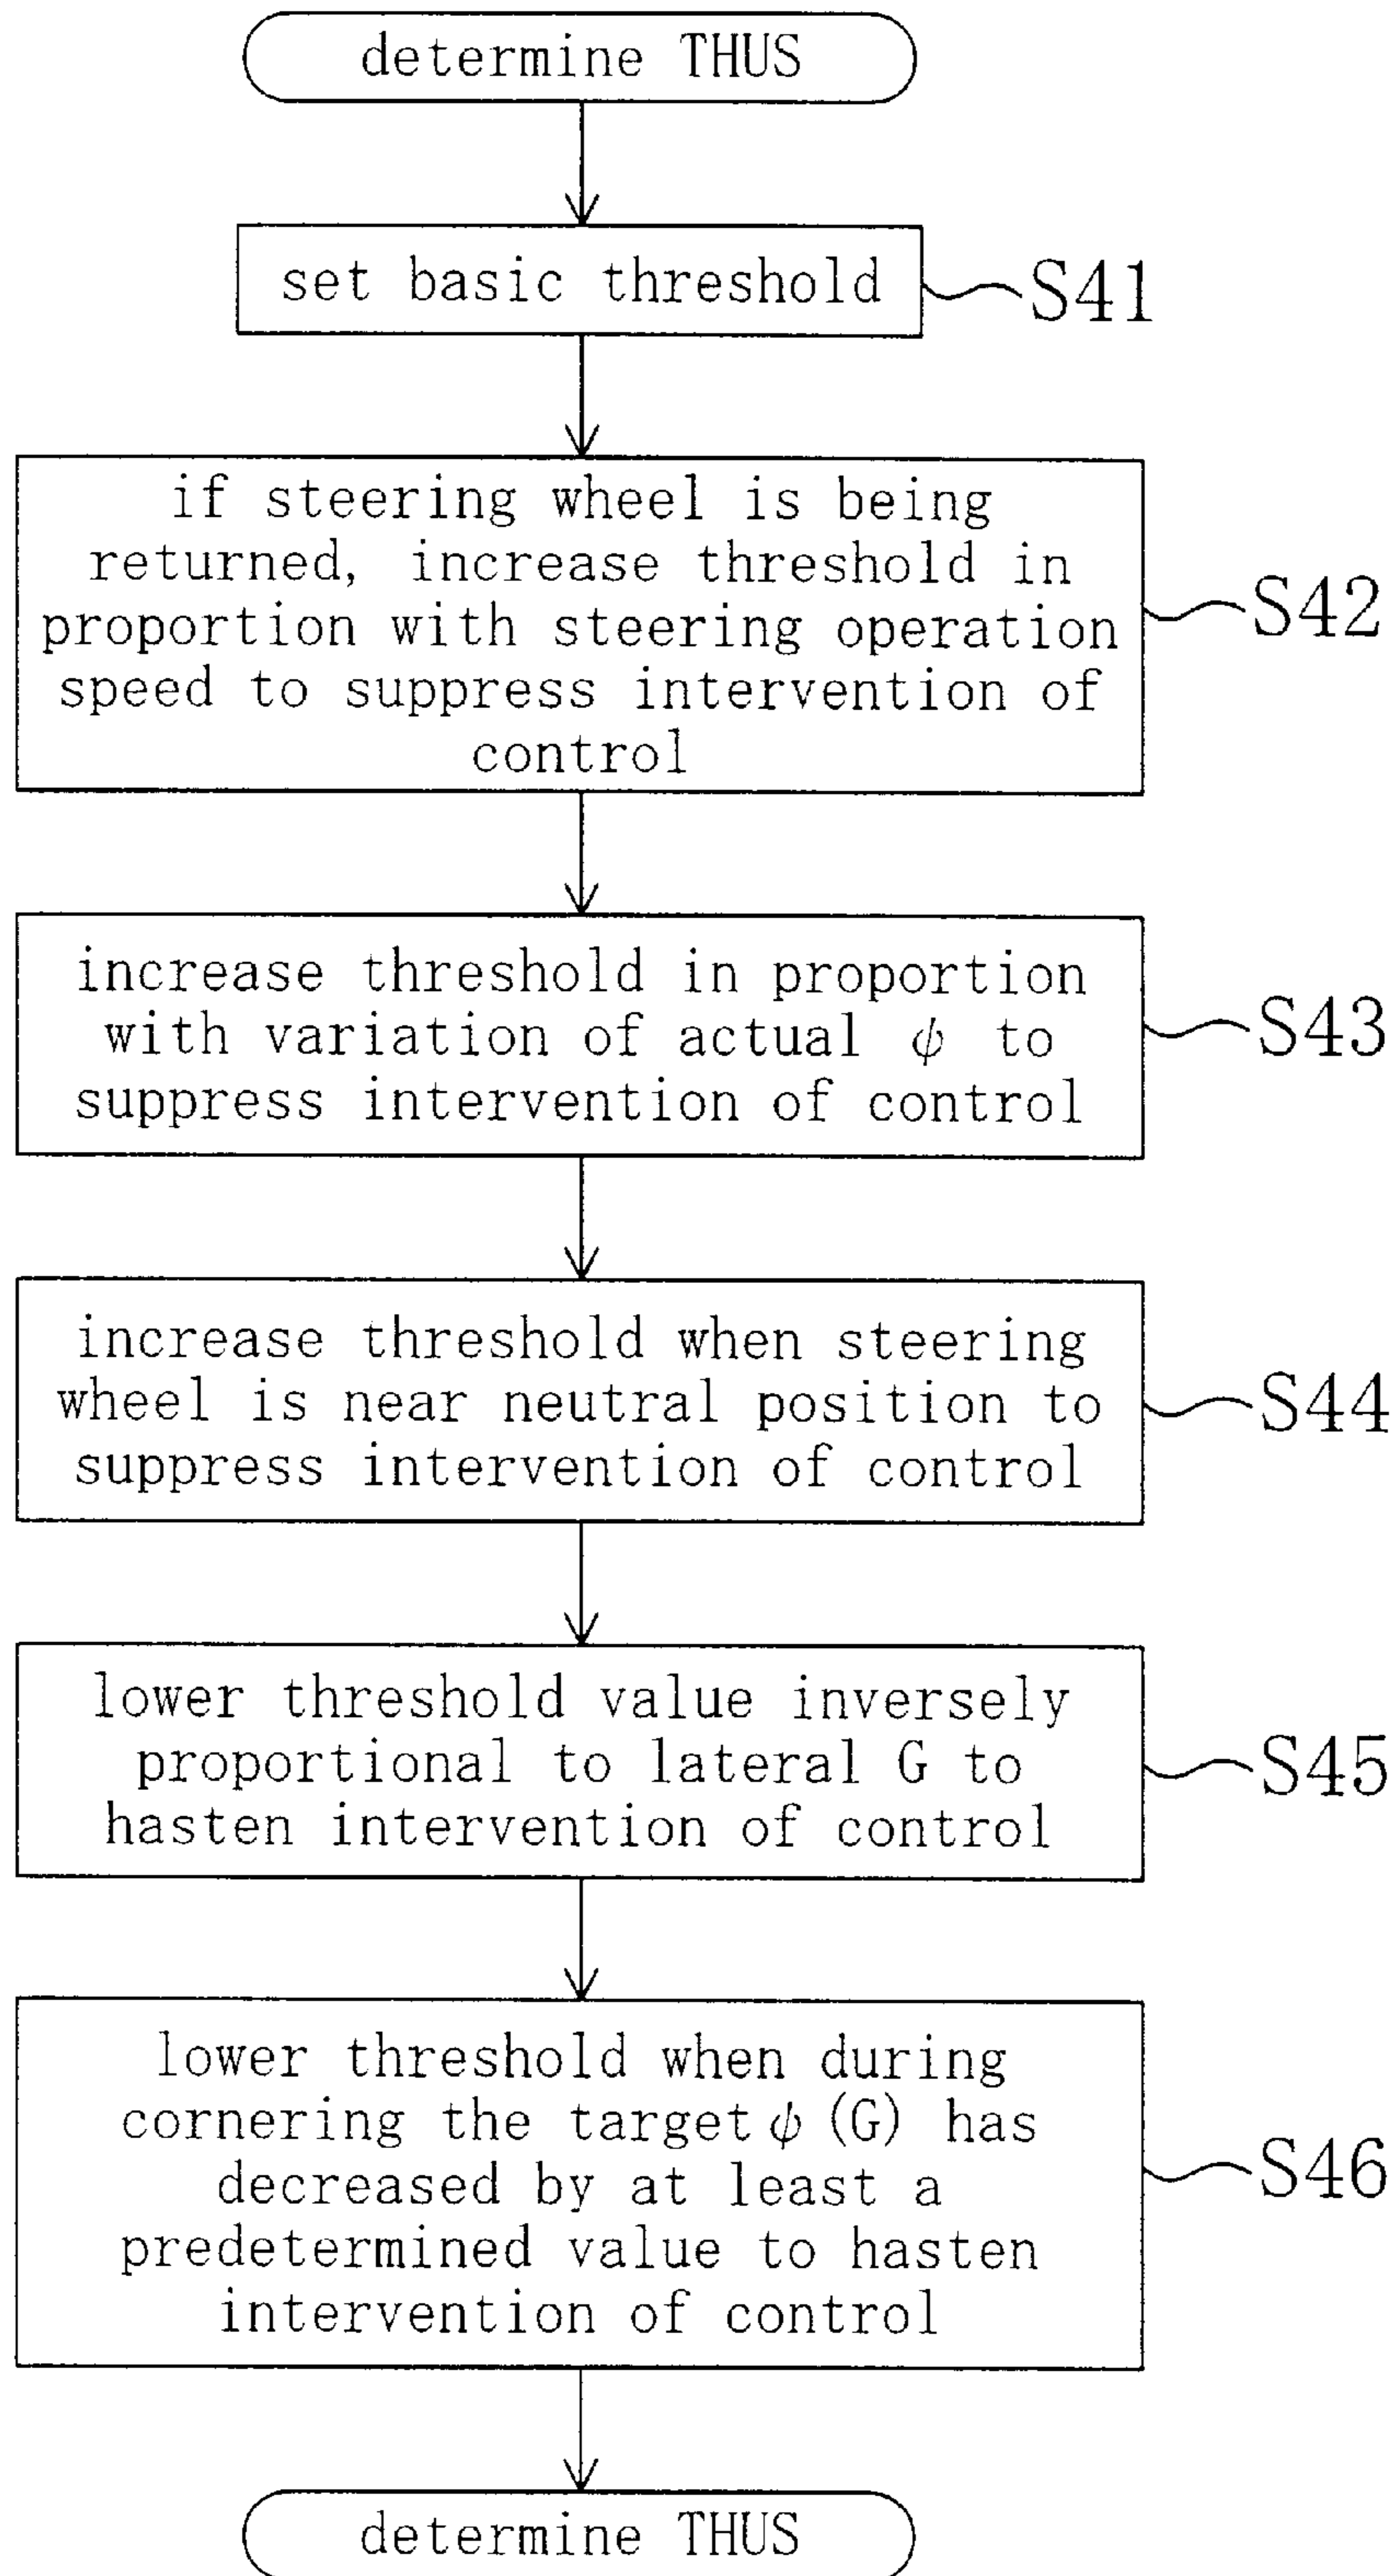 determine THUS
set basic threshold
S41
if steering wheel is being
returned, increase threshold in
proportion with steering operation
speed to suppress intervention of
control
S42
increase threshold in proportion
with variation of actual ψ to
suppress intervention of control
S43
increase threshold when steering
wheel is near neutral position to
suppress intervention of control
S44
lower threshold value inversely
proportional to lateral G to
hasten intervention of control
S45
lower threshold when during
cornering the target ψ (G) has
decreased by at least a
predetermined value to hasten
intervention of control
S46
determine THUS